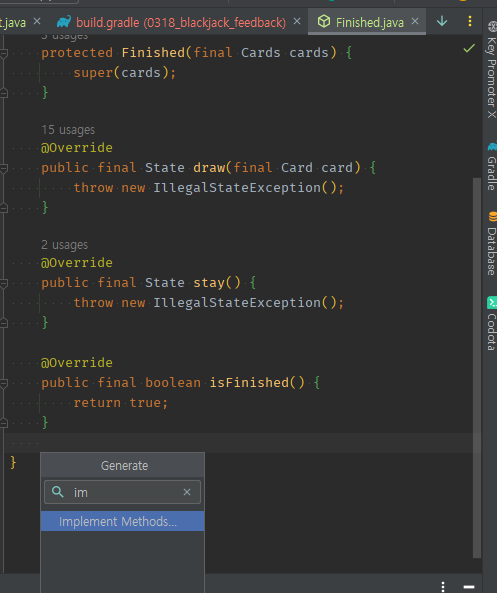 t.java
build.gradle (0318_blackjack_feedback)
Finished.java
5 usages
protected Finished(final Cards cards) {
super(cards);
}
15 usages
@Override
public final State draw(final Card card) {
throw new IllegalStateException();
}
2 usages
@Override
public final State stay() {
throw new IllegalStateException();
}
@Override
public final boolean isFinished() {
return true;
}
}
Generate
im
Implement Methods...
Key Promoter X
Gradle
Database
Codota